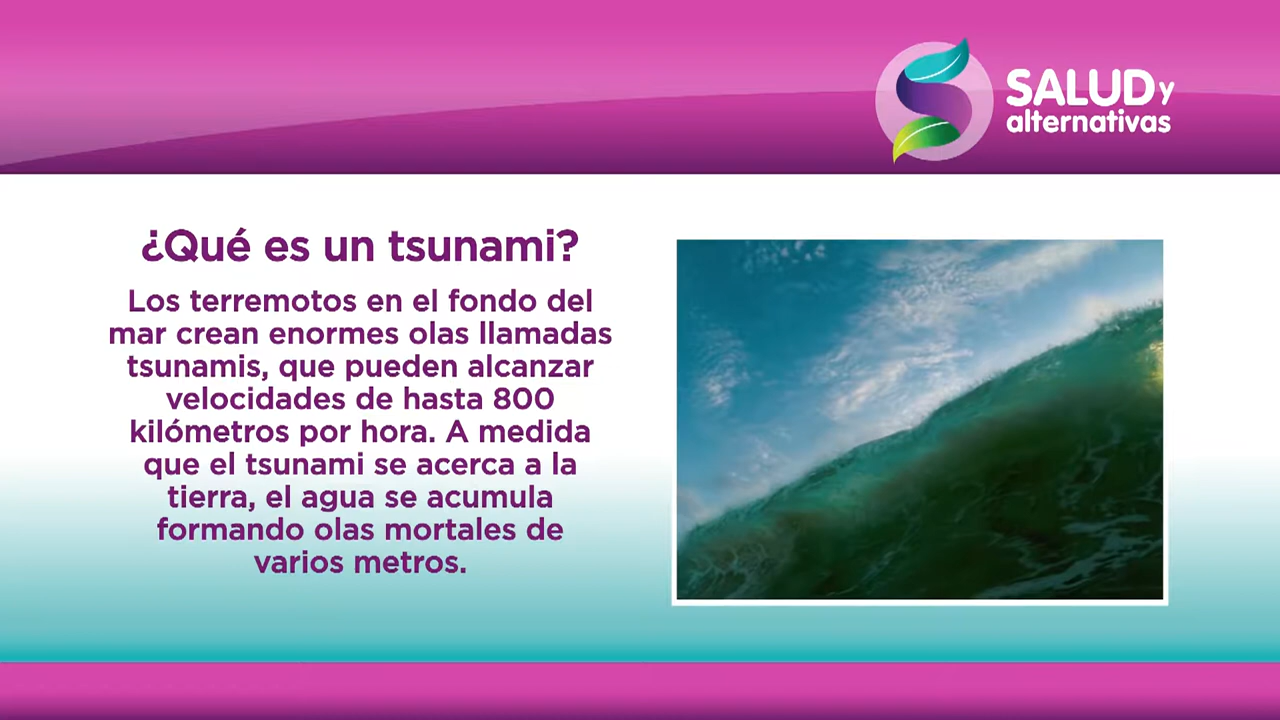 SALUD y
alternativas
¿Qué es un tsunami?
Los terremotos en el fondo del
mar crean enormes olas llamadas
tsunamis, que pueden alcanzar
velocidades de hasta 800
kilómetros por hora. A medida
que el tsunami se acerca a la
tierra, el agua se acumula
formando olas mortales de
varios metros.